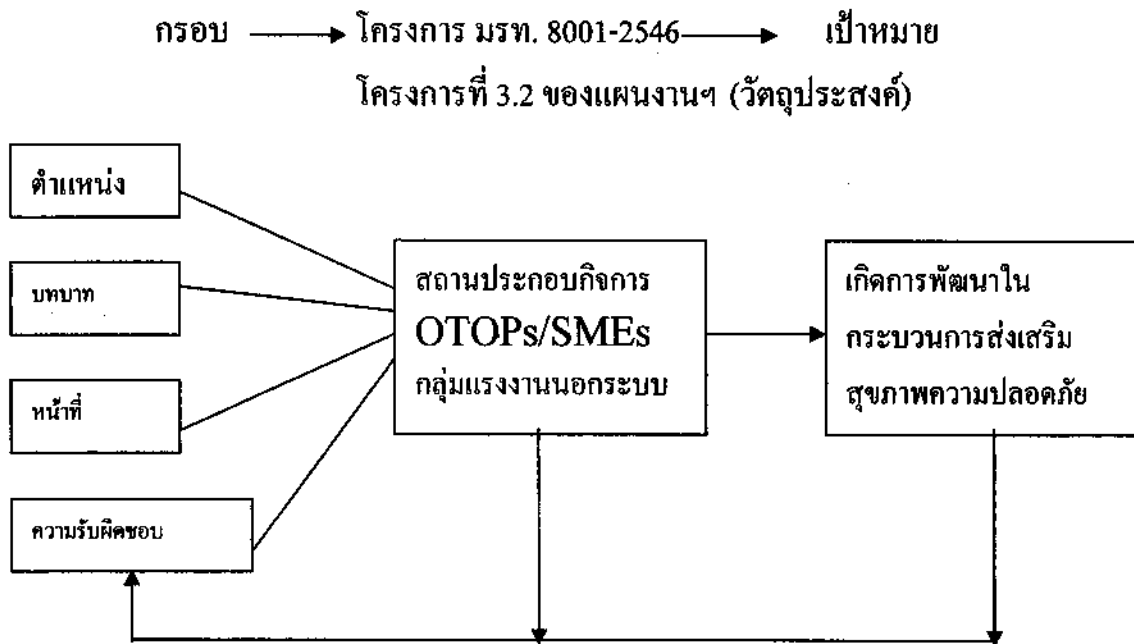 กรอบ โครงการ มรท. 8001-2546 เป้าหมาย
โครงการที่ 3.2 ของแผนงานฯ (วัตถุประสงค์)
ตำแหน่ง
บทบาท
หน้าที่
ความรับผิดชอบ
สถานประกอบกิจการ
OTOPs/SMEs
กลุ่มแรงงานนอกระบบ
เกิดการพัฒนาใน
กระบวนการส่งเสริม
สุขภาพความปลอดภัย